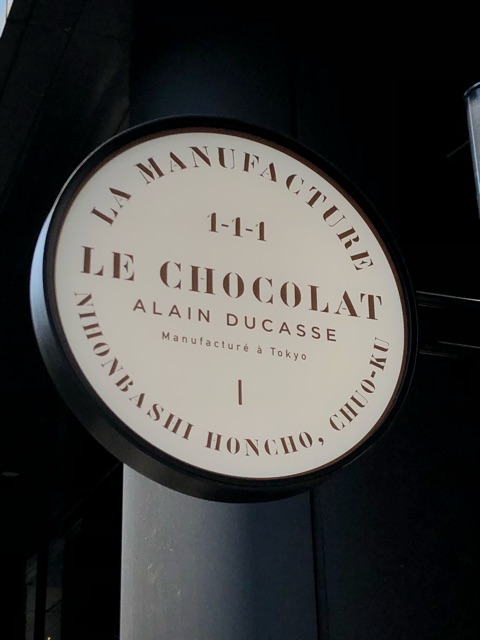 LA MANUFACTURE
1-1-1
LE CHOCOLAT
ALAIN DUCASSE
Manufacturé à Tokyo
NIHONBASHI HONCHO, CHUO-KU